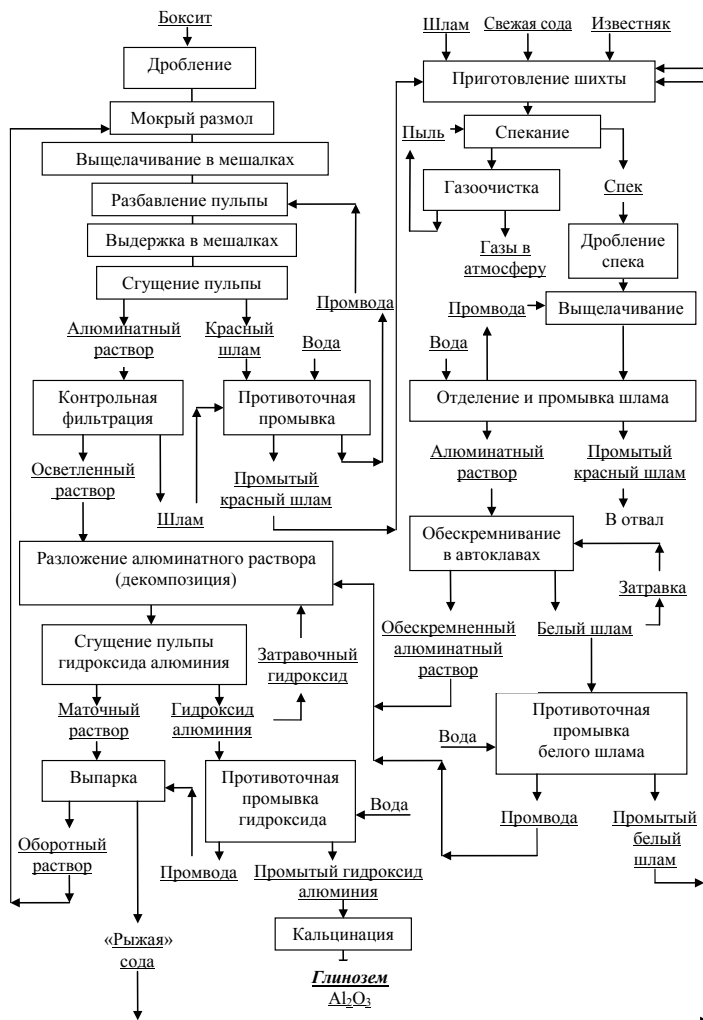 Боксит
Дробление
Мокрый размол
Выщелачивание в мешалках
Разбавление пульпы
Выдержка в мешалках
Сгущение пульпы
Промвода
Алюминатный
раствор
Красный
шлам
Вода
Контрольная
фильтрация
Противоточная
промывка
Осветленный
раствор
Шлам
Промытый
красный шлам
Разложение алюминатного раствора
(декомпозиция)
Сгущение пульпы
гидроксида алюминия
Затравочный
гидроксид
Маточный
раствор
Гидроксид
алюминия
Выпарка
Противоточная
промывка
гидроксида
Вода
Оборотный
раствор
Промвода
Промытый гидроксид
алюминия
«Рыжая»
сода
Кальцинация
Глинозем
Al2O3
Шлам
Свежая сода
Известняк
Приготовление шихты
Пыль
Спекание
Газоочистка
Спек
Газы в
атмосферу
Дробление
спека
Промвода
Выщелачивание
Вода
Отделение и промывка шлама
Алюминатный
раствор
Промытый
красный шлам
В отвал
Обескремнивание
в автоклавах
Затравка
Обескремненный
алюминатный
раствор
Белый шлам
Противоточная
промывка
белого шлама
Вода
Промвода
Промытый
белый
шлам